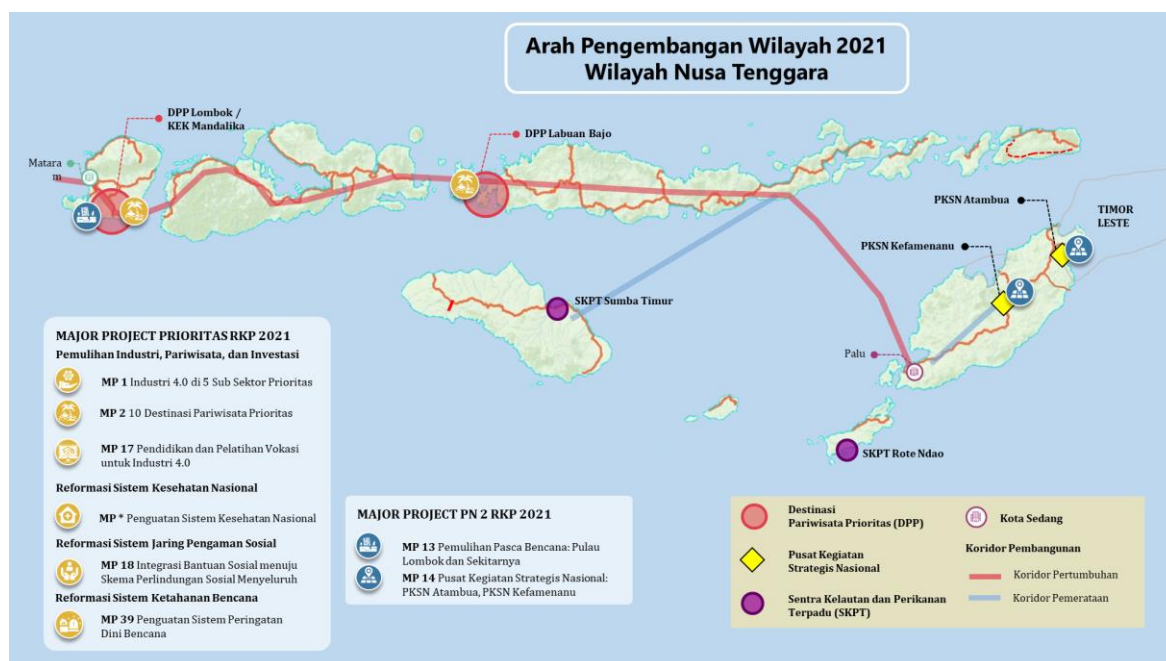 Arah Pengembangan Wilayah 2021
Wilayah Nusa Tenggara
DPP Lombok /
KEK Mandalika
Matara
m
DPP Labuan Bajo
PKSN Atambua
TIMOR
LESTE
PKSN Kefamenanu
SKPT Sumba Timur
Palu
SKPT Rote Ndao
MAJOR PROJECT PRIORITAS RKP 2021
Pemulihan Industri, Pariwisata, dan Investasi
MP 1 Industri 4.0 di 5 Sub Sektor Prioritas
MP 2 10 Destinasi Pariwisata Prioritas
MP 17 Pendidikan dan Pelatihan Vokasi
untuk Industri 4.0
Reformasi Sistem Kesehatan Nasional
MP * Penguatan Sistem Kesehatan Nasional
Reformasi Sistem Jaring Pengaman Sosial
MP 18 Integrasi Bantuan Sosial menuju
Skema Perlindungan Sosial Menyeluruh
Reformasi Sistem Ketahanan Bencana
MP 39 Penguatan Sistem Peringatan
Dini Bencana
MAJOR PROJECT PN 2 RKP 2021
MP 13 Pemulihan Pasca Bencana: Pulau
Lombok dan Sekitarnya
MP 14 Pusat Kegiatan Strategis Nasional:
PKSN Atambua, PKSN Kefamenanu
Destinasi
Pariwisata Prioritas (DPP)
Pusat Kegiatan
Strategis Nasional
Sentra Kelautan dan Perikanan
Terpadu (SKPT)
Kota Sedang
Koridor Pembangunan
Koridor Pertumbuhan
Koridor Pemerataan